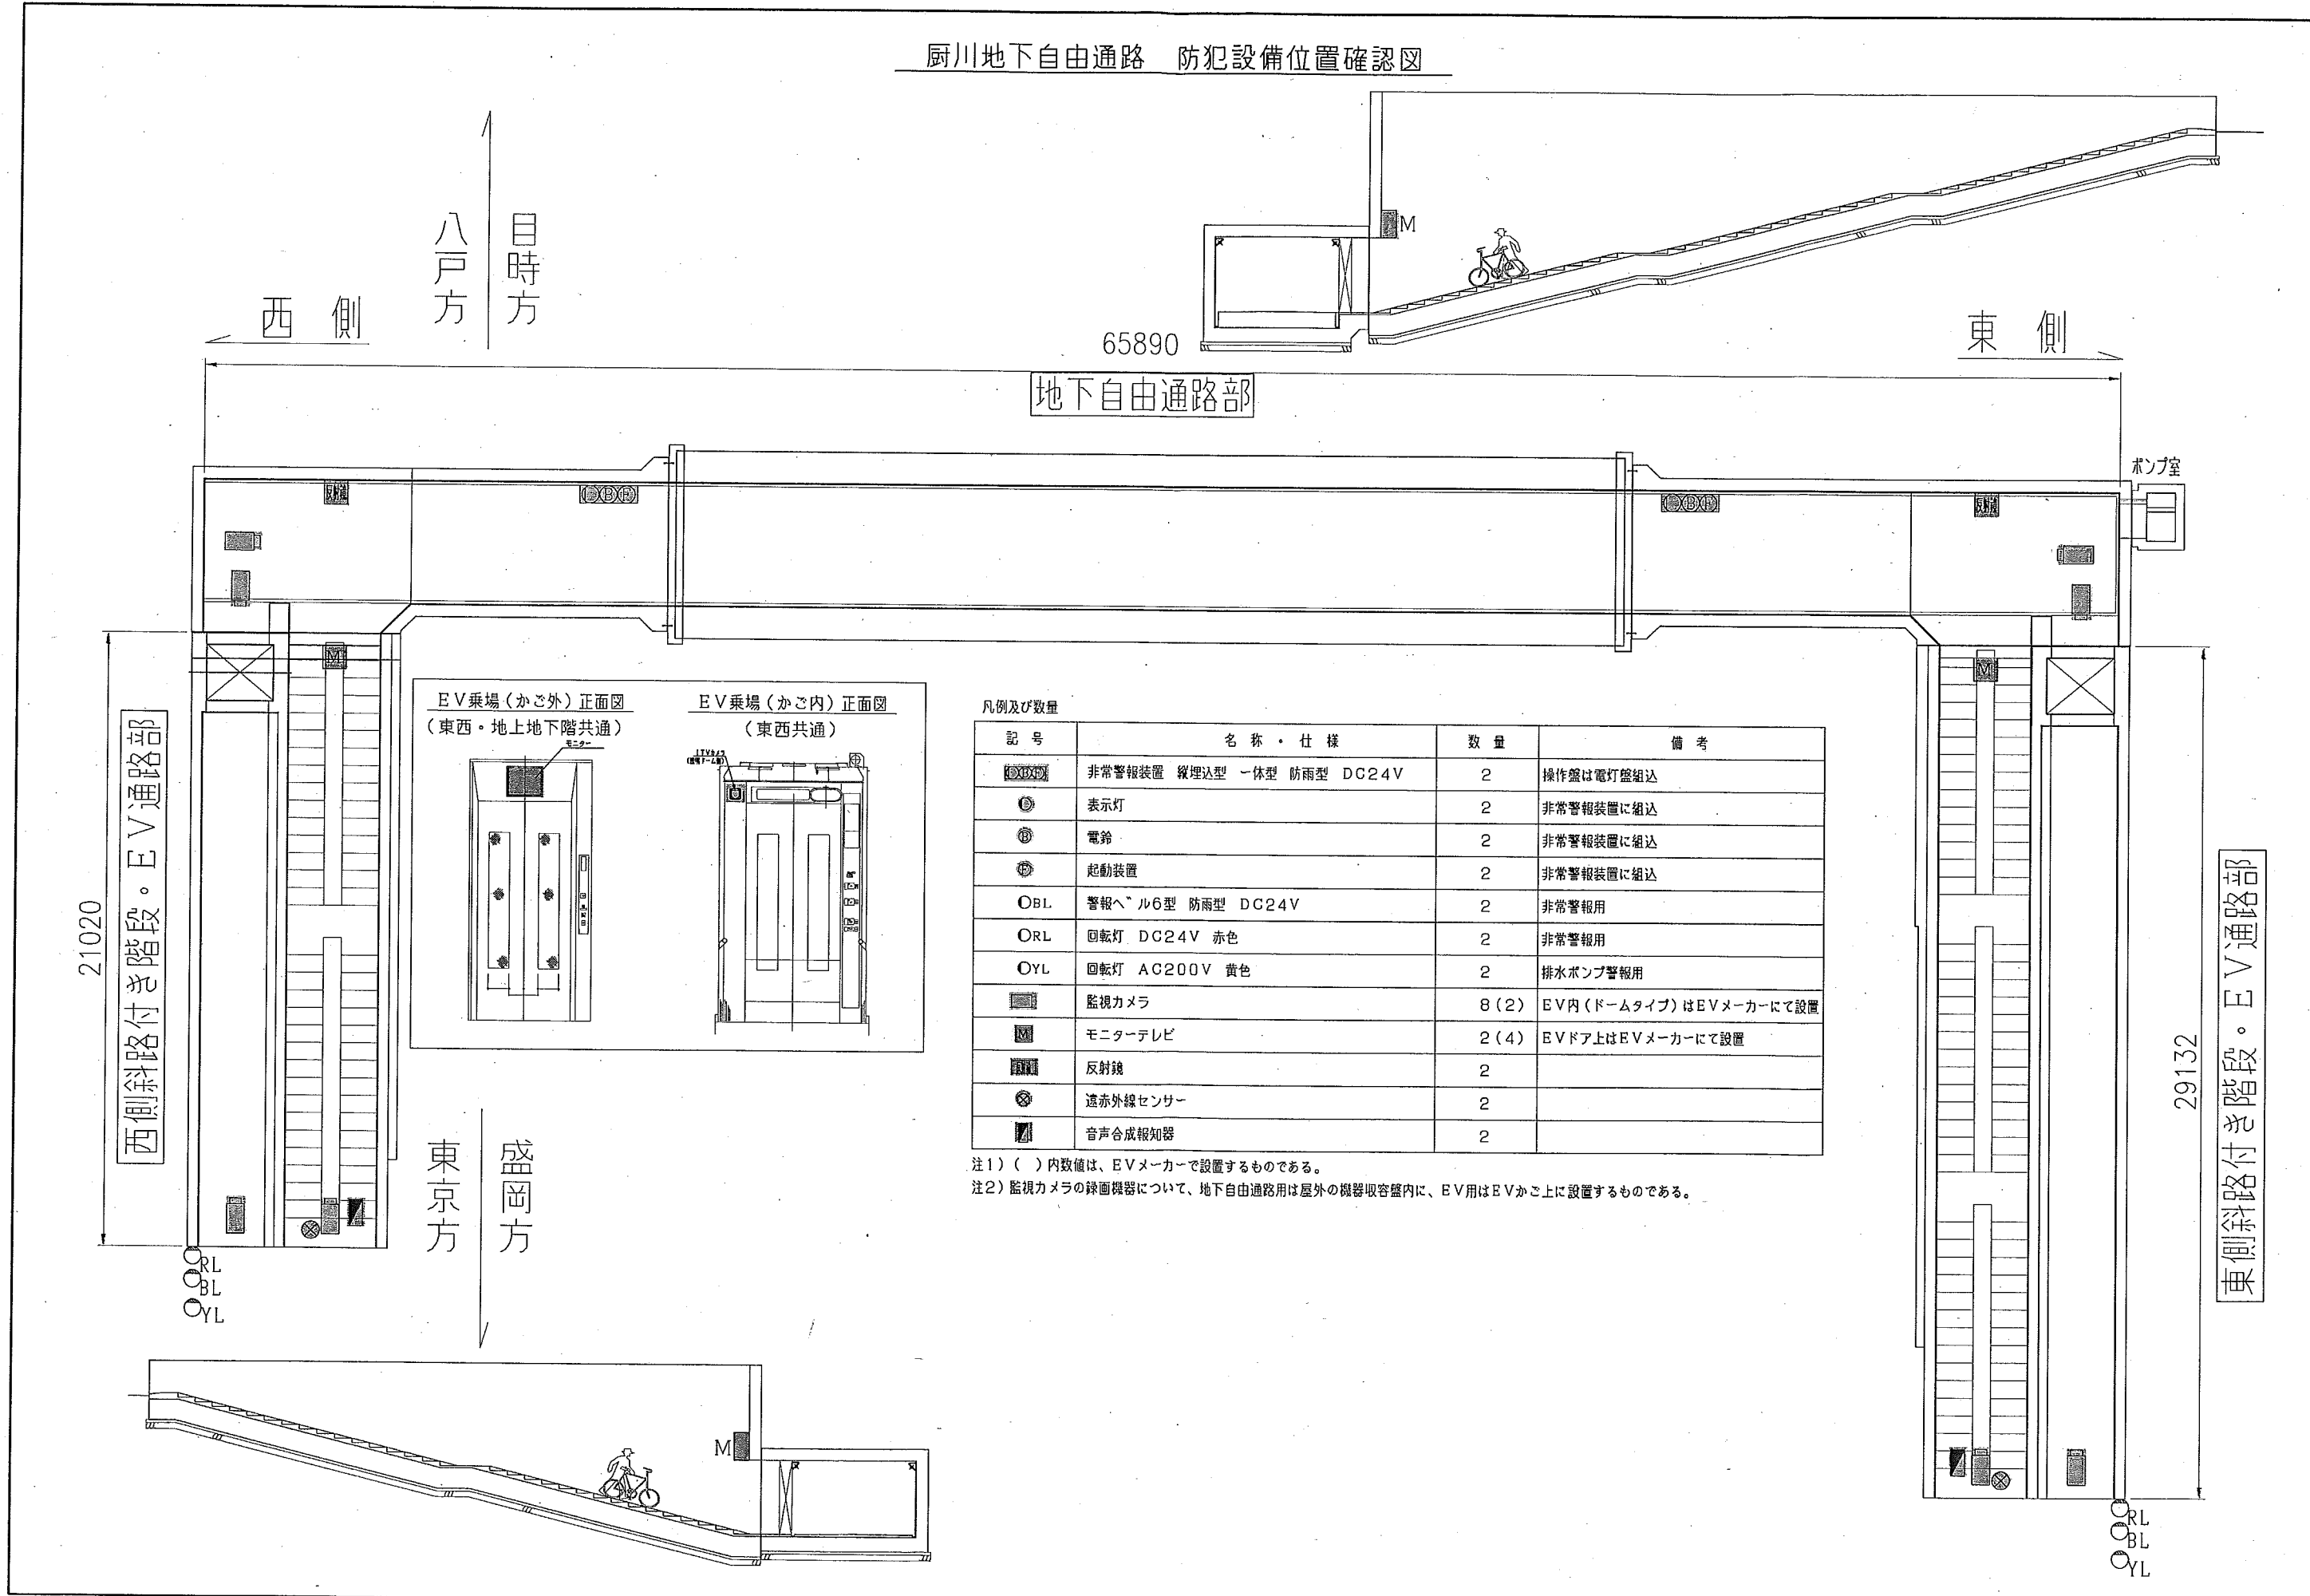 厨川地下自由通路 防犯設備位置確認図
八戸方
目時方
西側
東側
M
65890
地下自由通路部
ポンプ室
反射鏡
ⓁⒷⒻ
ⓁⒷⒻ
反射鏡
M
M
21020
西側斜路付き階段・EV通路部
EV乗場(かご外)正面図
(東西・地上地下階共通)
モニター
EV乗場(かご内)正面図
(東西共通)
ITVカメラ
凡例及び数量
記号 名称・仕様 数量 備考
ⓁⒷⒻ 非常警報装置 縦埋込型 一体型 防雨型 DC24V 2 操作盤は電灯盤組込
Ⓛ 表示灯 2 非常警報装置に組込
Ⓑ 電鈴 2 非常警報装置に組込
Ⓕ 起動装置 2 非常警報装置に組込
○BL 警報ベル6型 防雨型 DC24V 2 非常警報用
○RL 回転灯 DC24V 赤色 2 非常警報用
○YL 回転灯 AC200V 黄色 2 排水ポンプ警報用
監視カメラ 8(2) EV内(ドームタイプ)はEVメーカーにて設置
M モニターテレビ 2(4) EVドア上はEVメーカーにて設置
反射鏡 2
遠赤外線センサー 2
音声合成報知器 2
注1)( )内数値は、EVメーカーで設置するものである。
注2)監視カメラの録画機器について、地下自由通路用は屋外の機器収容盤内に、EV用はEVかご上に設置するものである。
29132
東側斜路付き階段・EV通路部
東京方
盛岡方
RL
BL
YL
M
RL
BL
YL